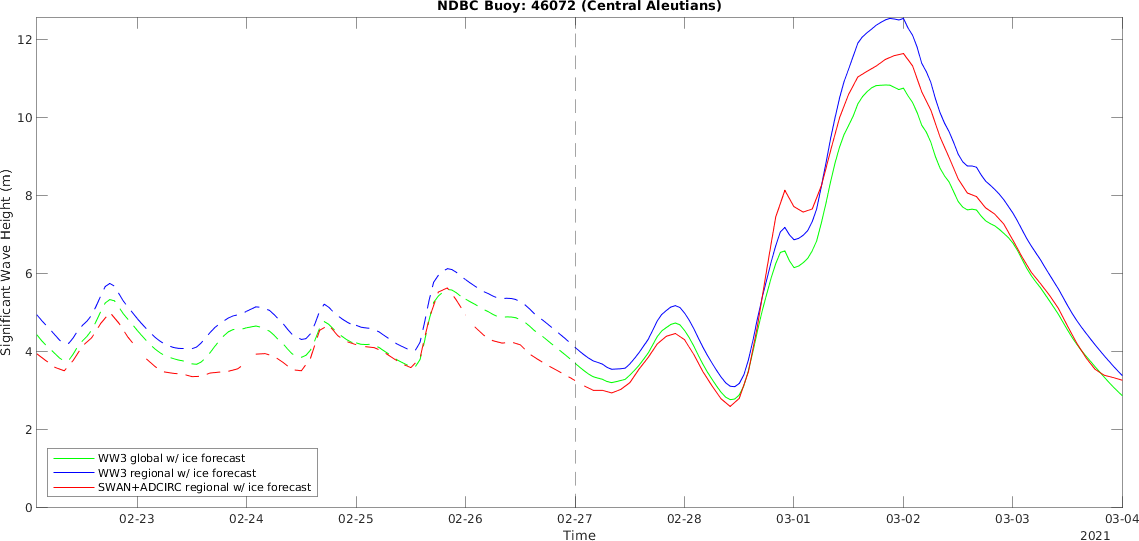 NDBC Buoy: 46072 (Central Aleutians)
Significant Wave Height (m)
12
10
8
6
4
2
0
WW3 global w/ ice forecast
WW3 regional w/ ice forecast
SWAN+ADCIRC regional w/ ice forecast
02-23 02-24 02-25 02-26 02-27 02-28 03-01 03-02 03-03 03-04
Time
2021